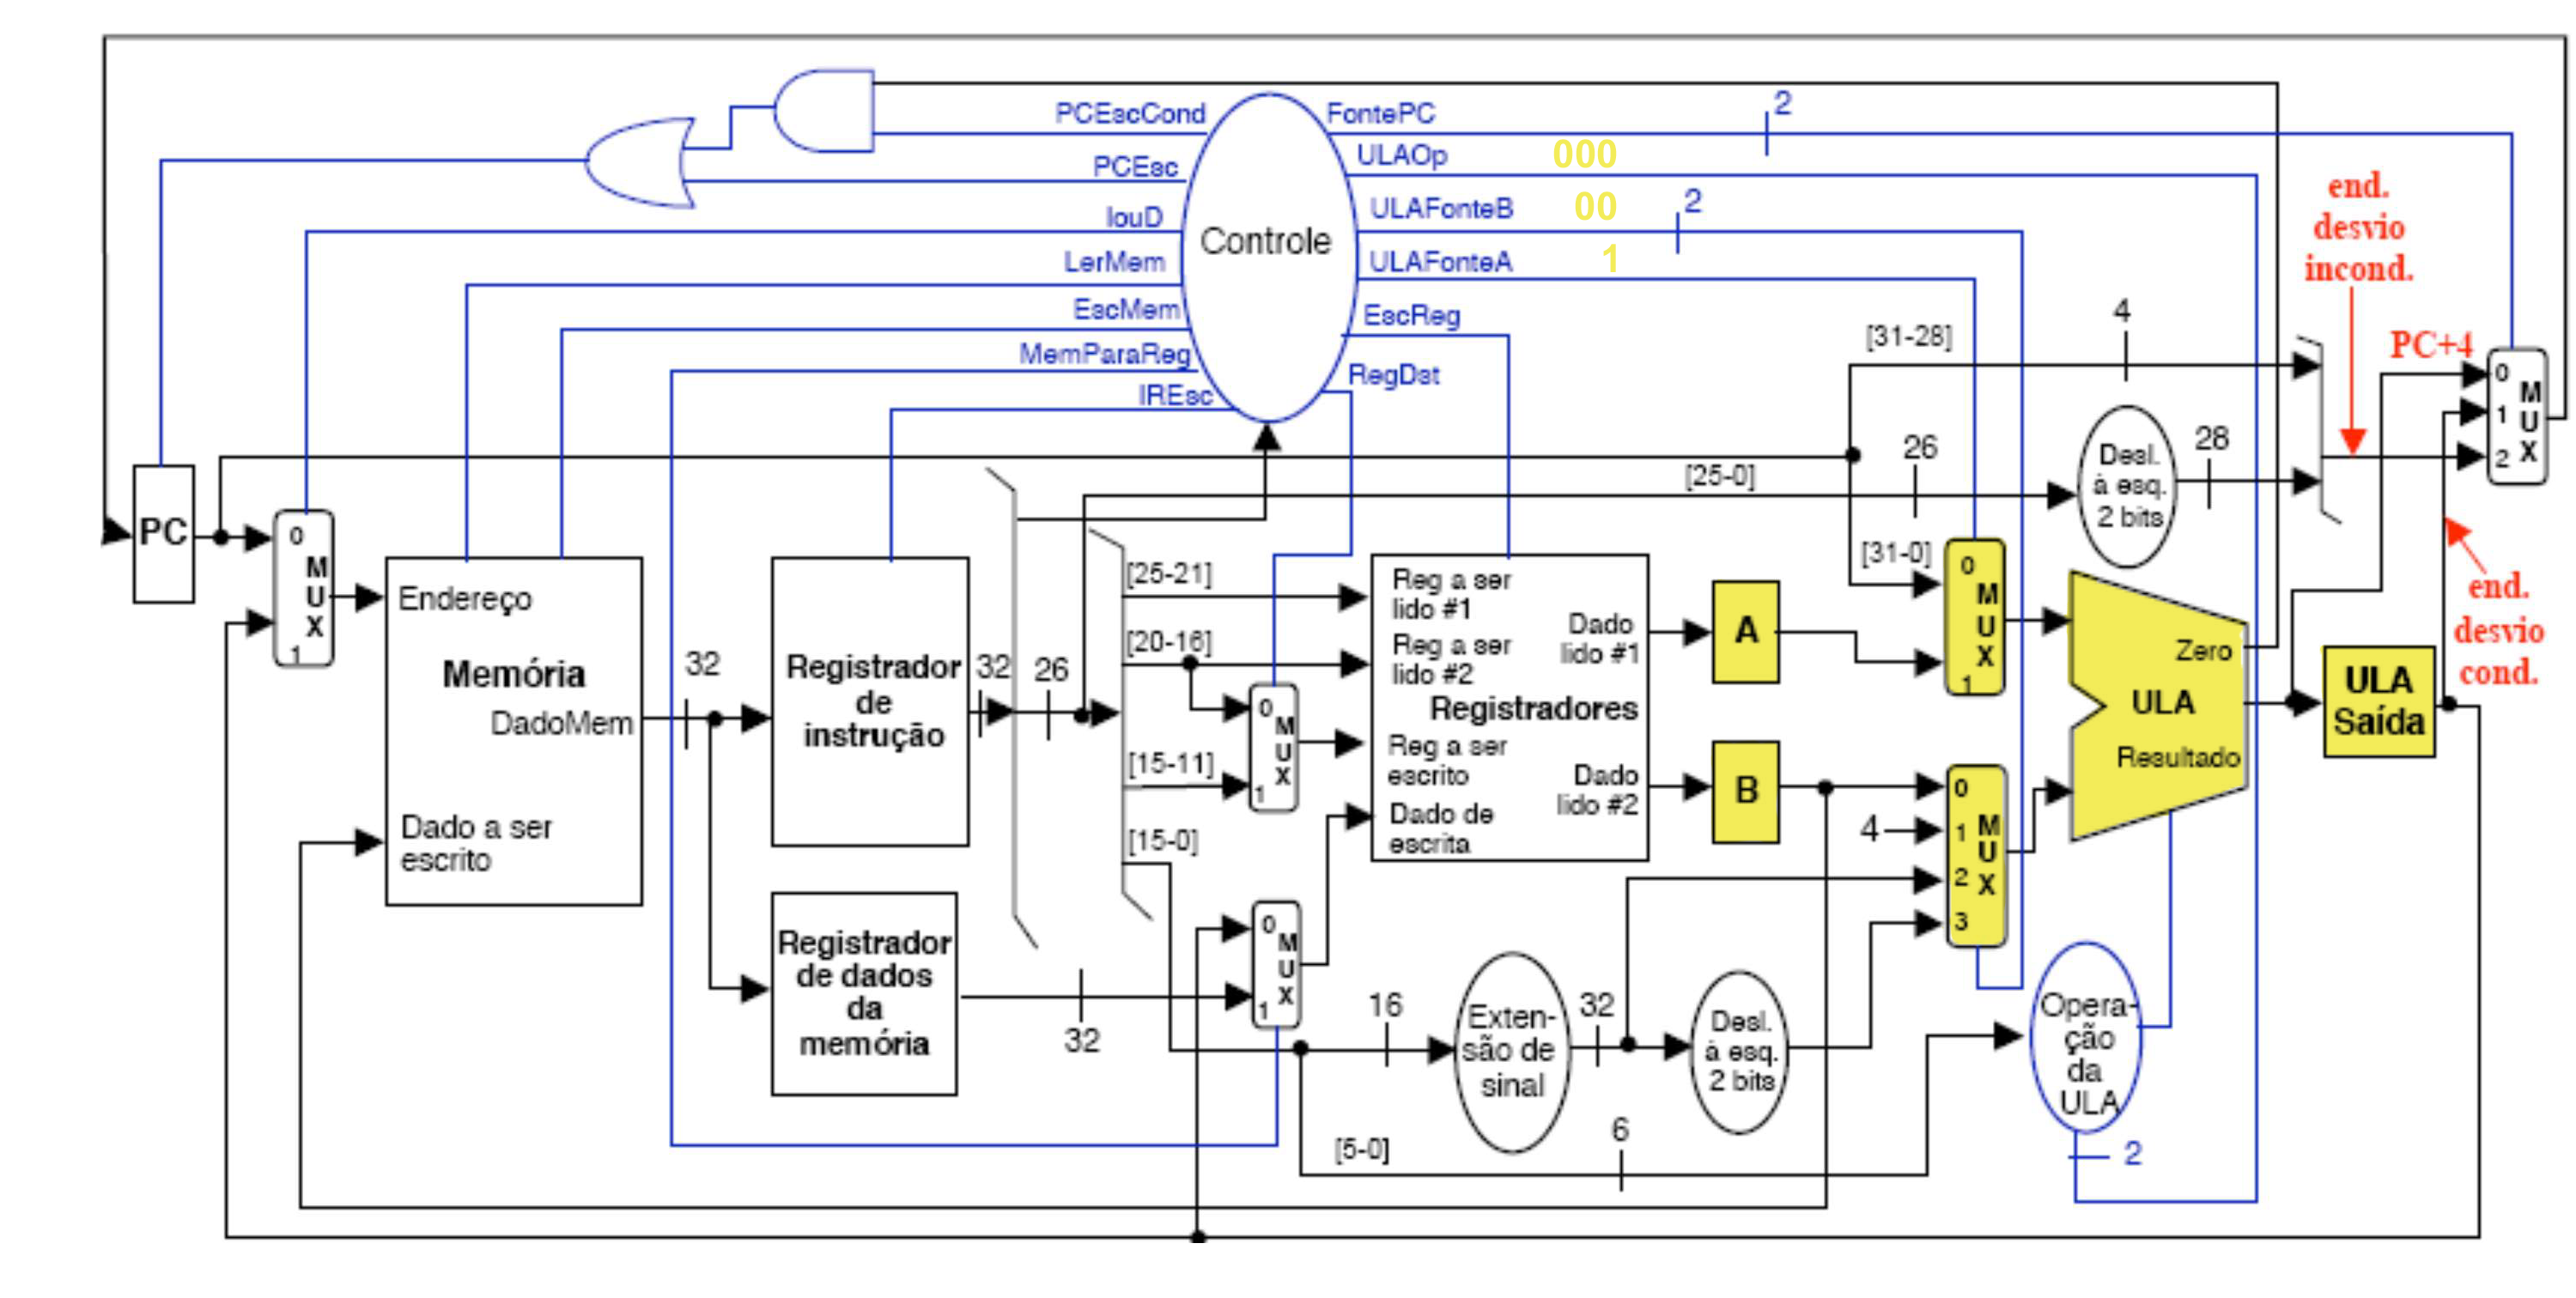 PCEscCond
FontePC
2
PCEsc
ULAOp
000
IouD
ULAFonteB
00
2
LerMem
Controle
ULAFonteA
1
EscMem
EscReg
MemParaReg
RegDst
IREsc
end.
desvio
incond.
[31-28]
4
PC+4
0
1
2
M
U
X
[25-0]
26
Desl.
à esq.
2 bits
28
PC
0
M
U
X
1
Endereço
Memória
DadoMem
Dado a ser
escrito
32
Registrador
de
instrução
32
26
[25-21]
[20-16]
[15-11]
[15-0]
0
M
U
X
1
Reg a ser
lido #1
Reg a ser
lido #2
Registradores
Reg a ser
escrito
Dado de
escrita
Dado
lido #1
Dado
lido #2
A
B
[31-0]
0
M
U
X
1
0
4
1
2
3
M
U
X
Zero
ULA
Resultado
ULA
Saída
end.
desvio
cond.
Registrador
de dados
da
memória
32
0
M
U
X
1
16
Exten-
são de
sinal
32
Desl.
à esq.
2 bits
Opera-
ção
da
ULA
[5-0]
6
2